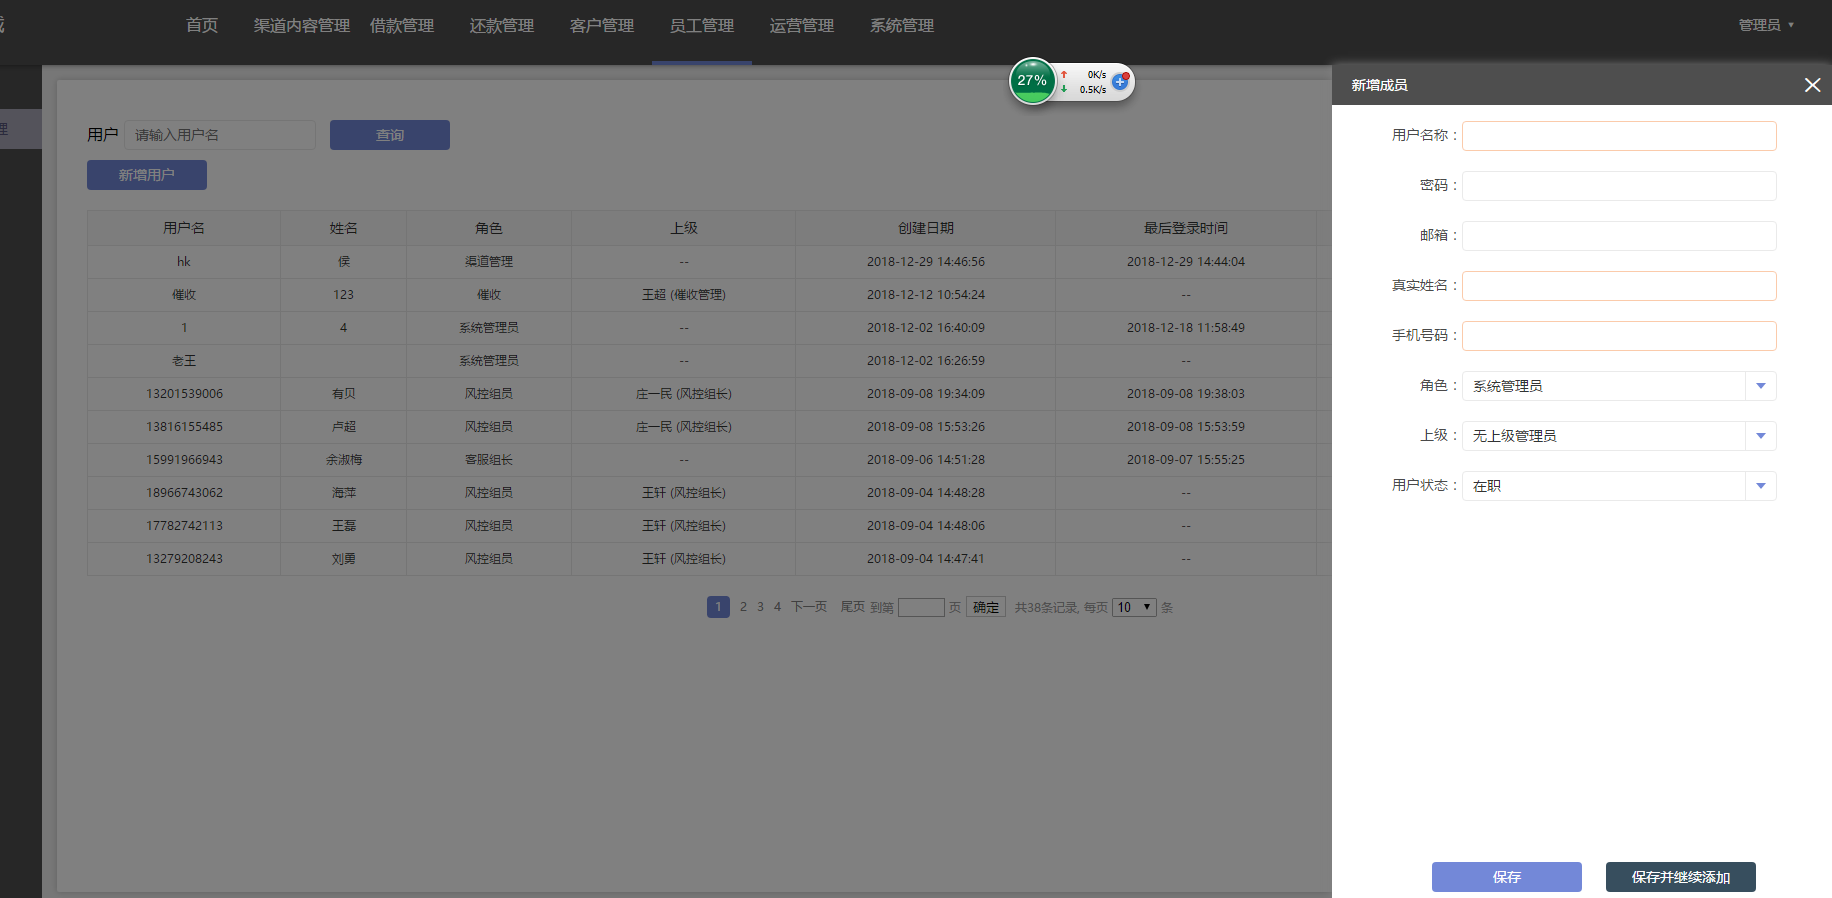 首页 渠道内容管理 借款管理 还款管理 客户管理 员工管理 运营管理 系统管理 管理员
27% 0K/s
0.5K/s
理
用户 请输入用户名 查询
新增用户
用户名 姓名 角色 上级 创建日期 最后登录时间
hk 侯 渠道管理 -- 2018-12-29 14:46:56 2018-12-29 14:44:04
催收 123 催收 王超 (催收管理) 2018-12-12 10:54:24 --
1 4 系统管理员 -- 2018-12-02 16:40:09 2018-12-18 11:58:49
老王 系统管理员 -- 2018-12-02 16:26:59 --
13201539006 有贝 风控组员 庄一民 (风控组长) 2018-09-08 19:34:09 2018-09-08 19:38:03
13816155485 卢超 风控组员 庄一民 (风控组长) 2018-09-08 15:53:26 2018-09-08 15:53:59
15991966943 余淑梅 客服组长 -- 2018-09-06 14:51:28 2018-09-07 15:55:25
18966743062 海萍 风控组员 王轩 (风控组长) 2018-09-04 14:48:28 --
17782742113 王磊 风控组员 王轩 (风控组长) 2018-09-04 14:48:06 --
13279208243 刘勇 风控组员 王轩 (风控组长) 2018-09-04 14:47:41 --
1 2 3 4 下一页 尾页 到第 页 确定 共38条记录, 每页 10 条
新增成员
用户名称：
密码：
邮箱：
真实姓名：
手机号码：
角色： 系统管理员
上级： 无上级管理员
用户状态： 在职
保存 保存并继续添加